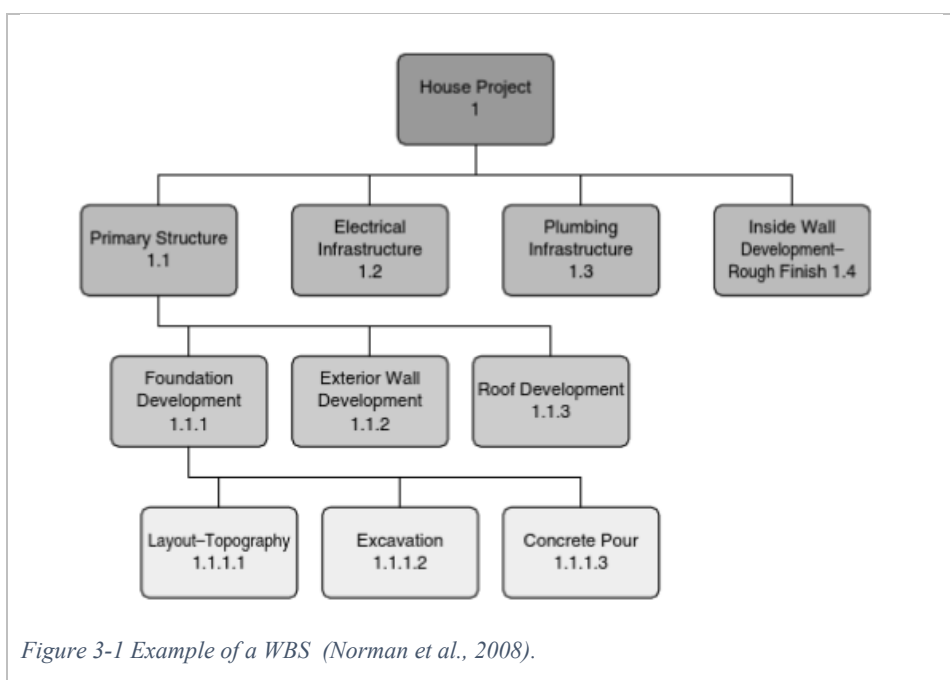 House Project
1
Primary Structure
1.1
Electrical
Infrastructure
1.2
Plumbing
Infrastructure
1.3
Inside Wall
Development–
Rough Finish 1.4
Foundation
Development
1.1.1
Exterior Wall
Development
1.1.2
Roof Development
1.1.3
Layout–Topography
1.1.1.1
Excavation
1.1.1.2
Concrete Pour
1.1.1.3
Figure 3-1 Example of a WBS (Norman et al., 2008).